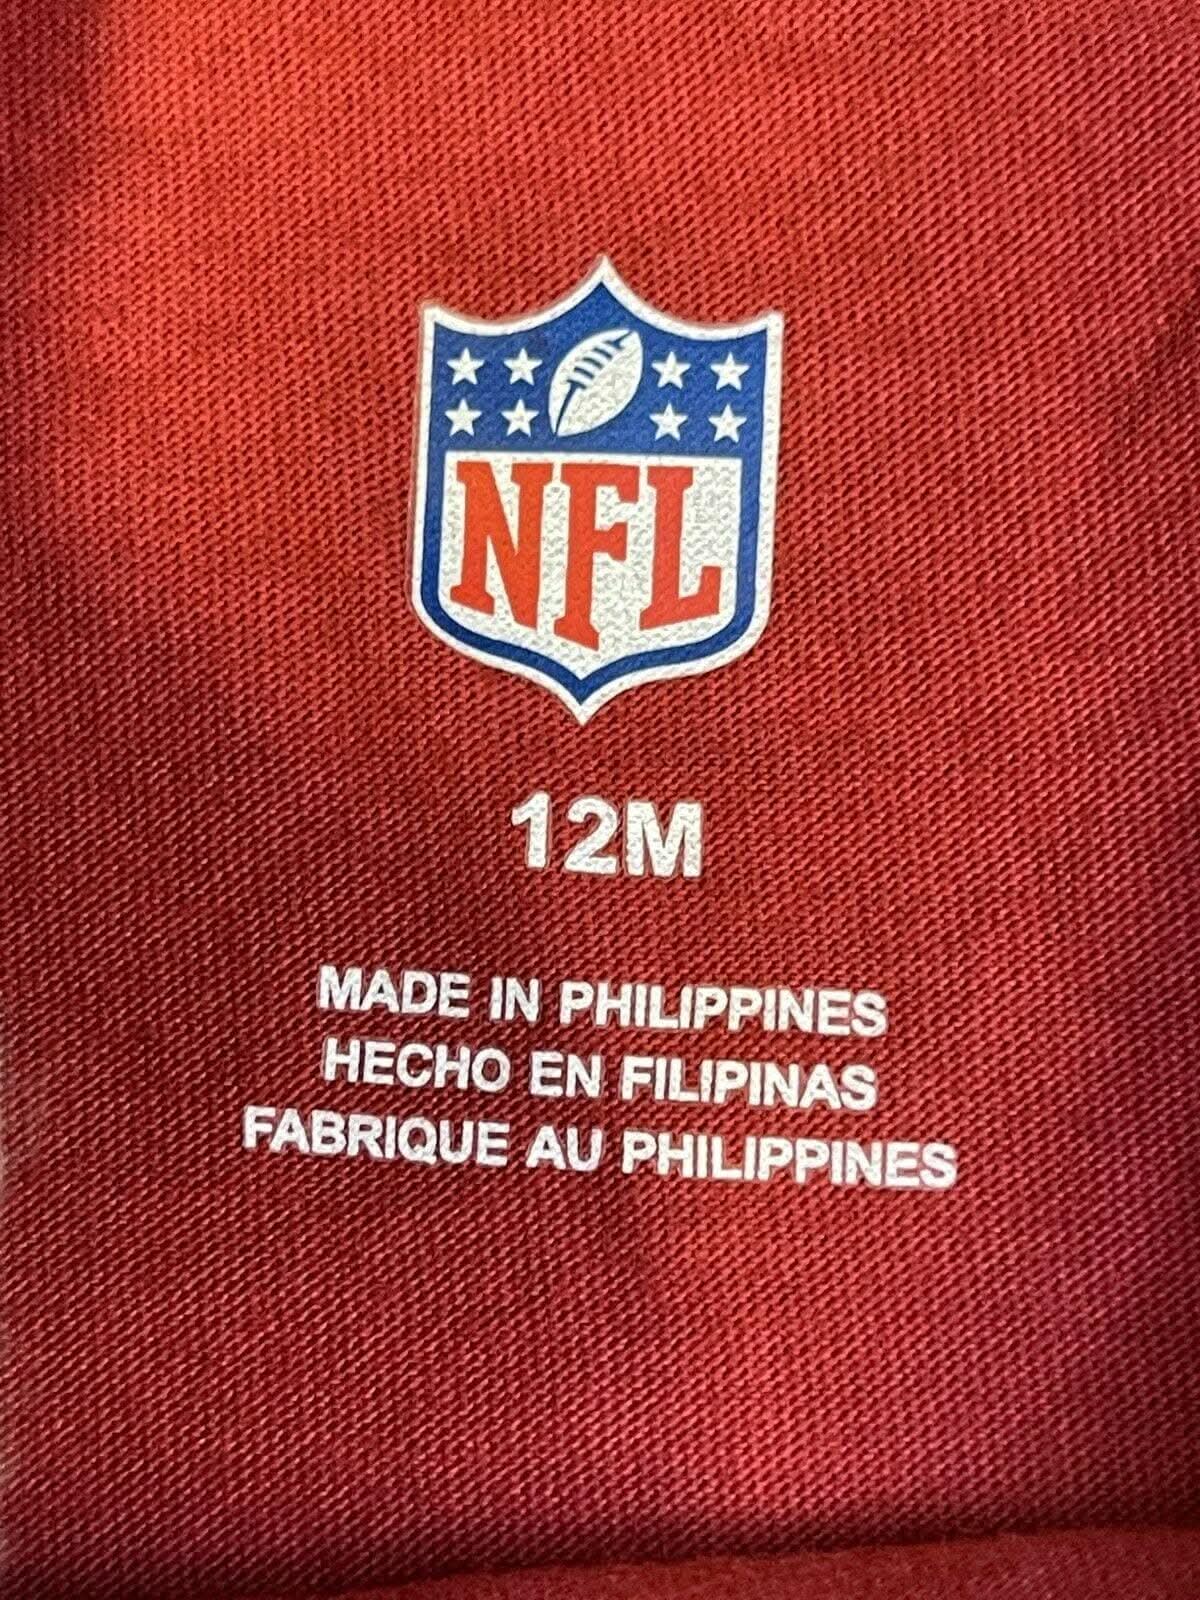 NFL
12M
MADE IN PHILIPPINES
HECHO EN FILIPINAS
FABRIQUE AU PHILIPPINES